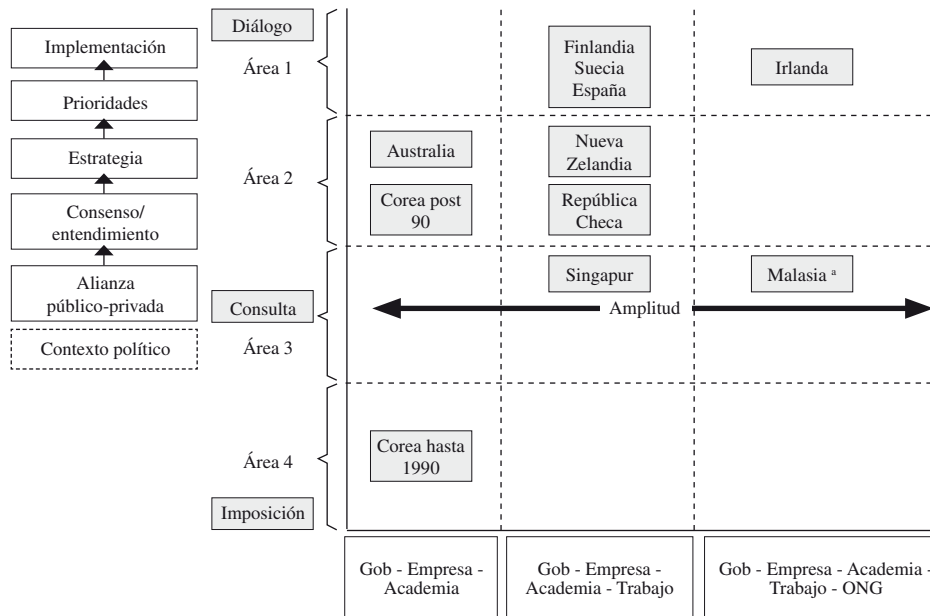 Implementación
Prioridades
Estrategia
Consenso/
entendimiento
Alianza
público-privada
Contexto político
Diálogo
Área 1
Área 2
Consulta
Área 3
Área 4
Imposición
Finlandia
Suecia
España
Irlanda
Australia
Nueva
Zelandia
Corea post
90
República
Checa
Singapur
Malasia ª
Amplitud
Corea hasta
1990
Gob - Empresa -
Academia
Gob - Empresa -
Academia - Trabajo
Gob - Empresa - Academia -
Trabajo - ONG